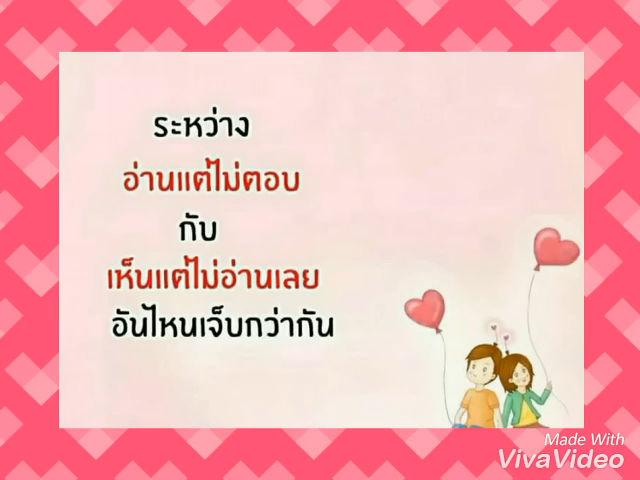 ระหว่าง
อ่านแต่ไม่ตอบ
กับ
เห็นแต่ไม่อ่านเลย
อันไหนเจ็บกว่ากัน
Made With
VivaVideo